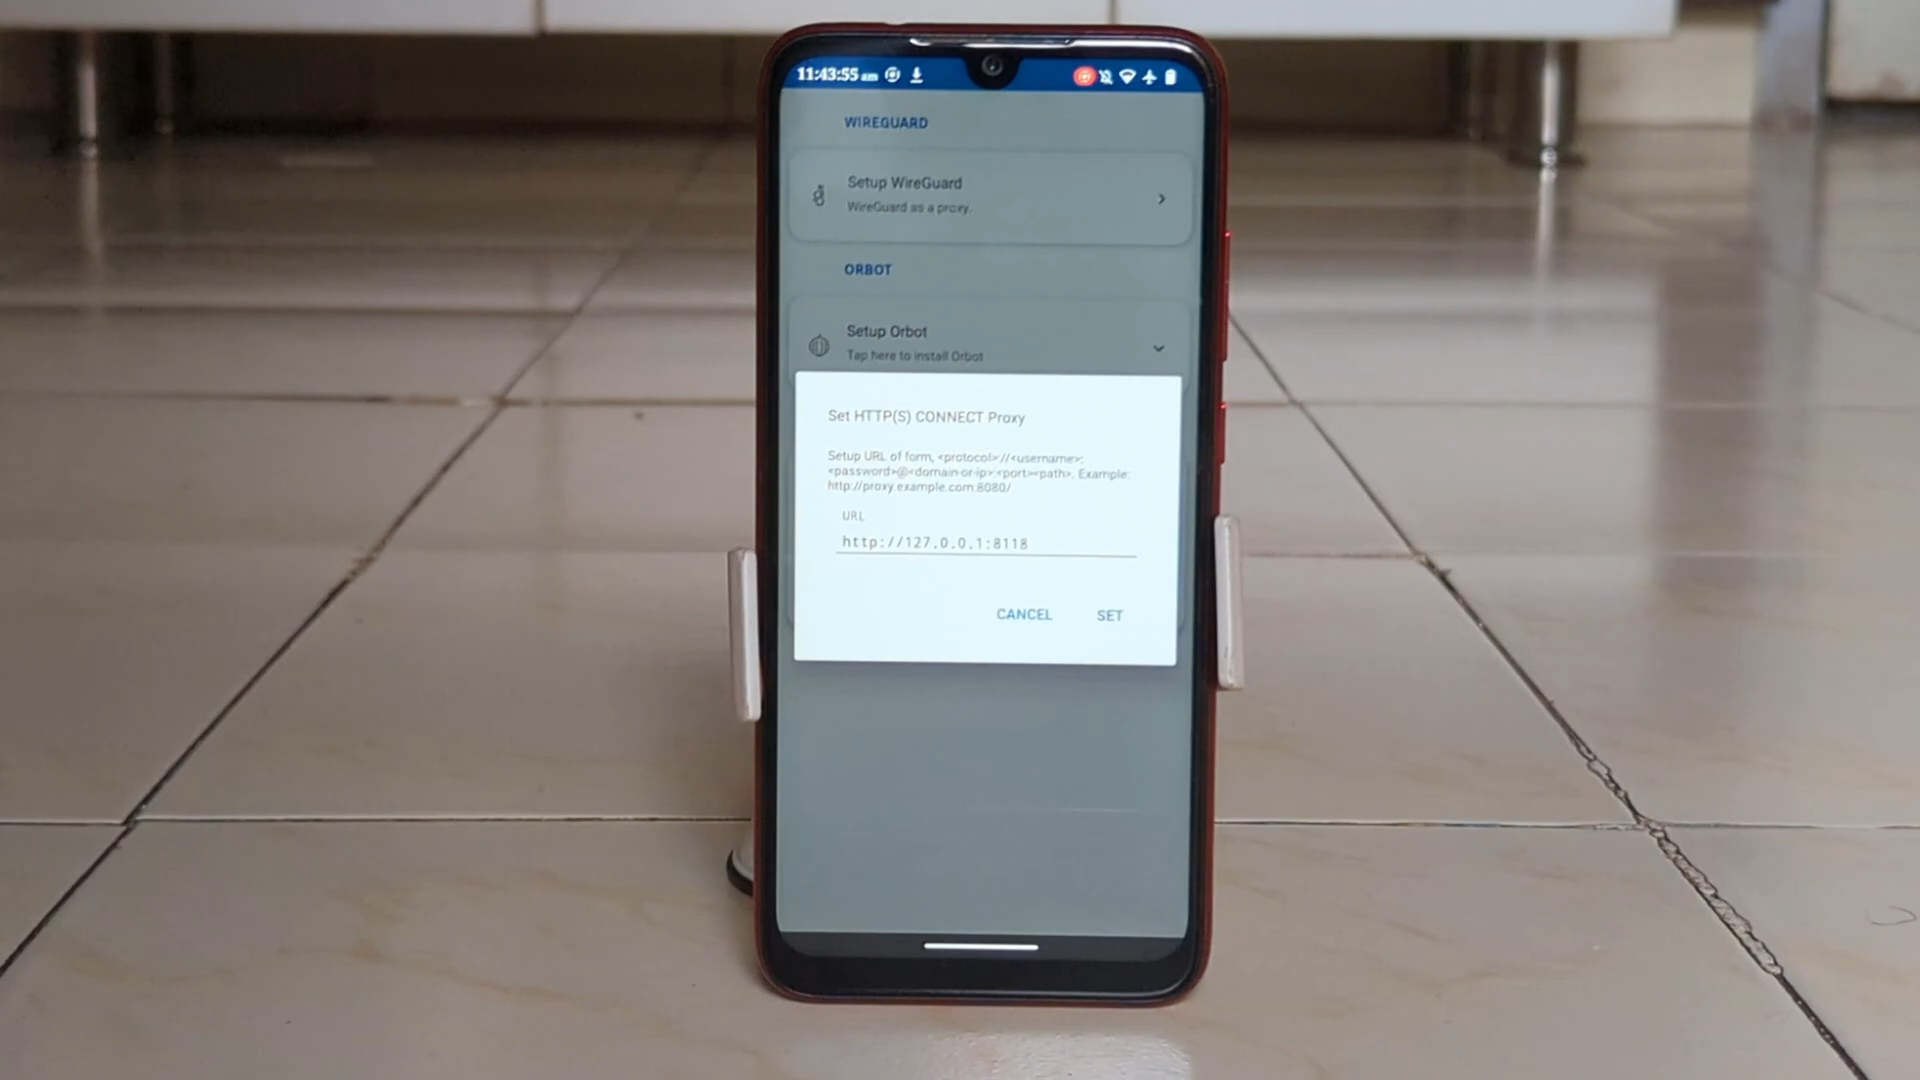 11:43:55 am
WIREGUARD
Setup WireGuard
WireGuard as a proxy.
ORBOT
Setup Orbot
Tap here to install Orbot
Set HTTP(S) CONNECT Proxy
Setup URL of form, <protocol>://<username>:
<password>@<domain-or-ip>:<port><path>. Example:
http://proxy.example.com:8080/
URL
http://127.0.0.1:8118
CANCEL
SET